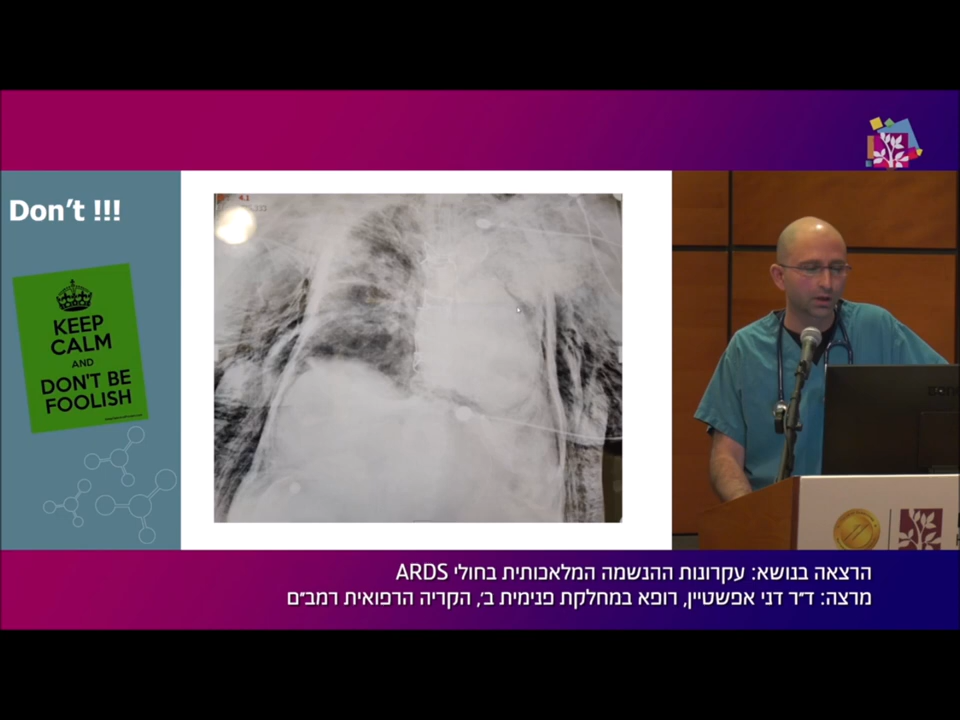 Don't !!!
KEEP
CALM
AND
DON'T BE
FOOLISH
הרצאה בנושא: עקרונות ההנשמה המלאכותית בחולי ARDS
מרצה: ד״ר דני אפשטיין, רופא במחלקת פנימית ב׳, הקריה הרפואית רמב״ם